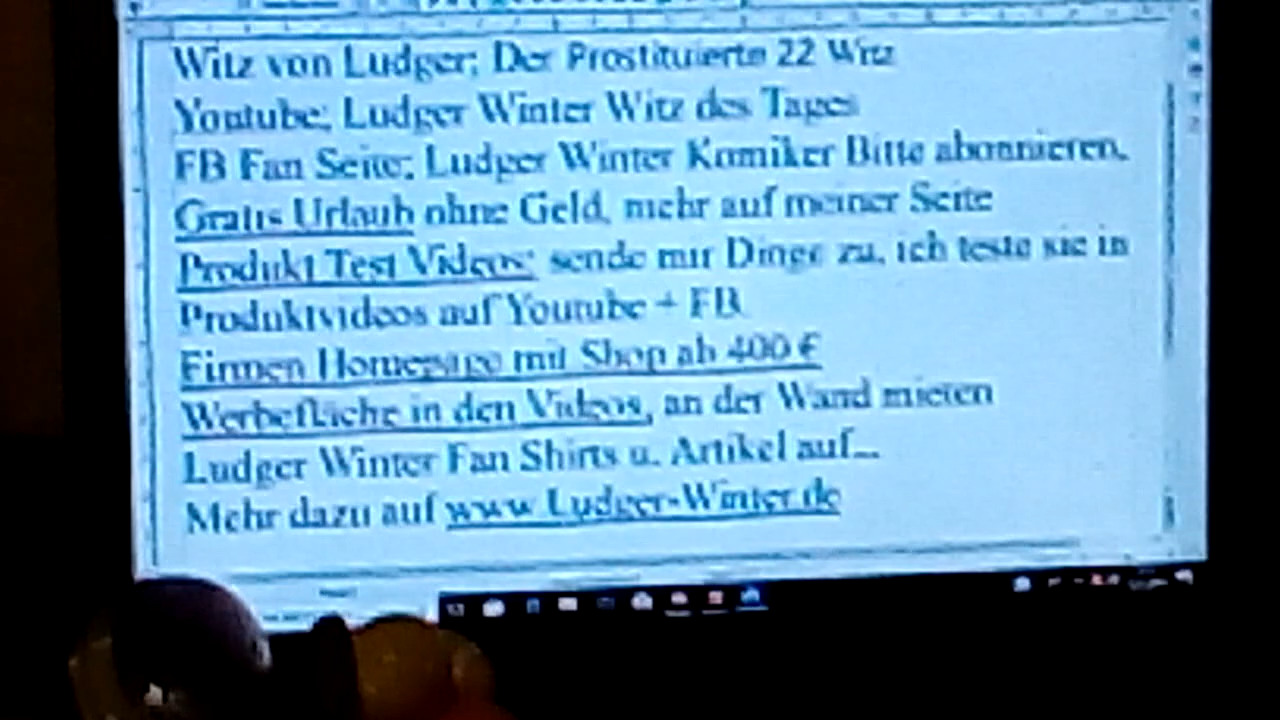 Witz von Ludger; Der Prostituierte 22 Witz
Youtube; Ludger Winter Witz des Tages
FB Fan Seite; Ludger Winter Komiker Bitte abonnieren.
Gratis Urlaub ohne Geld, mehr auf meiner Seite
Produkt Test Videos; sende mir Dinge zu, ich teste sie in
Produktvideos auf Youtube + FB
Firmen Homepage mit Shop ab 400 €
Werbefläche in den Videos, an der Wand mieten
Ludger Winter Fan Shirts u. Artikel auf...
Mehr dazu auf www.Ludger-Winter.de